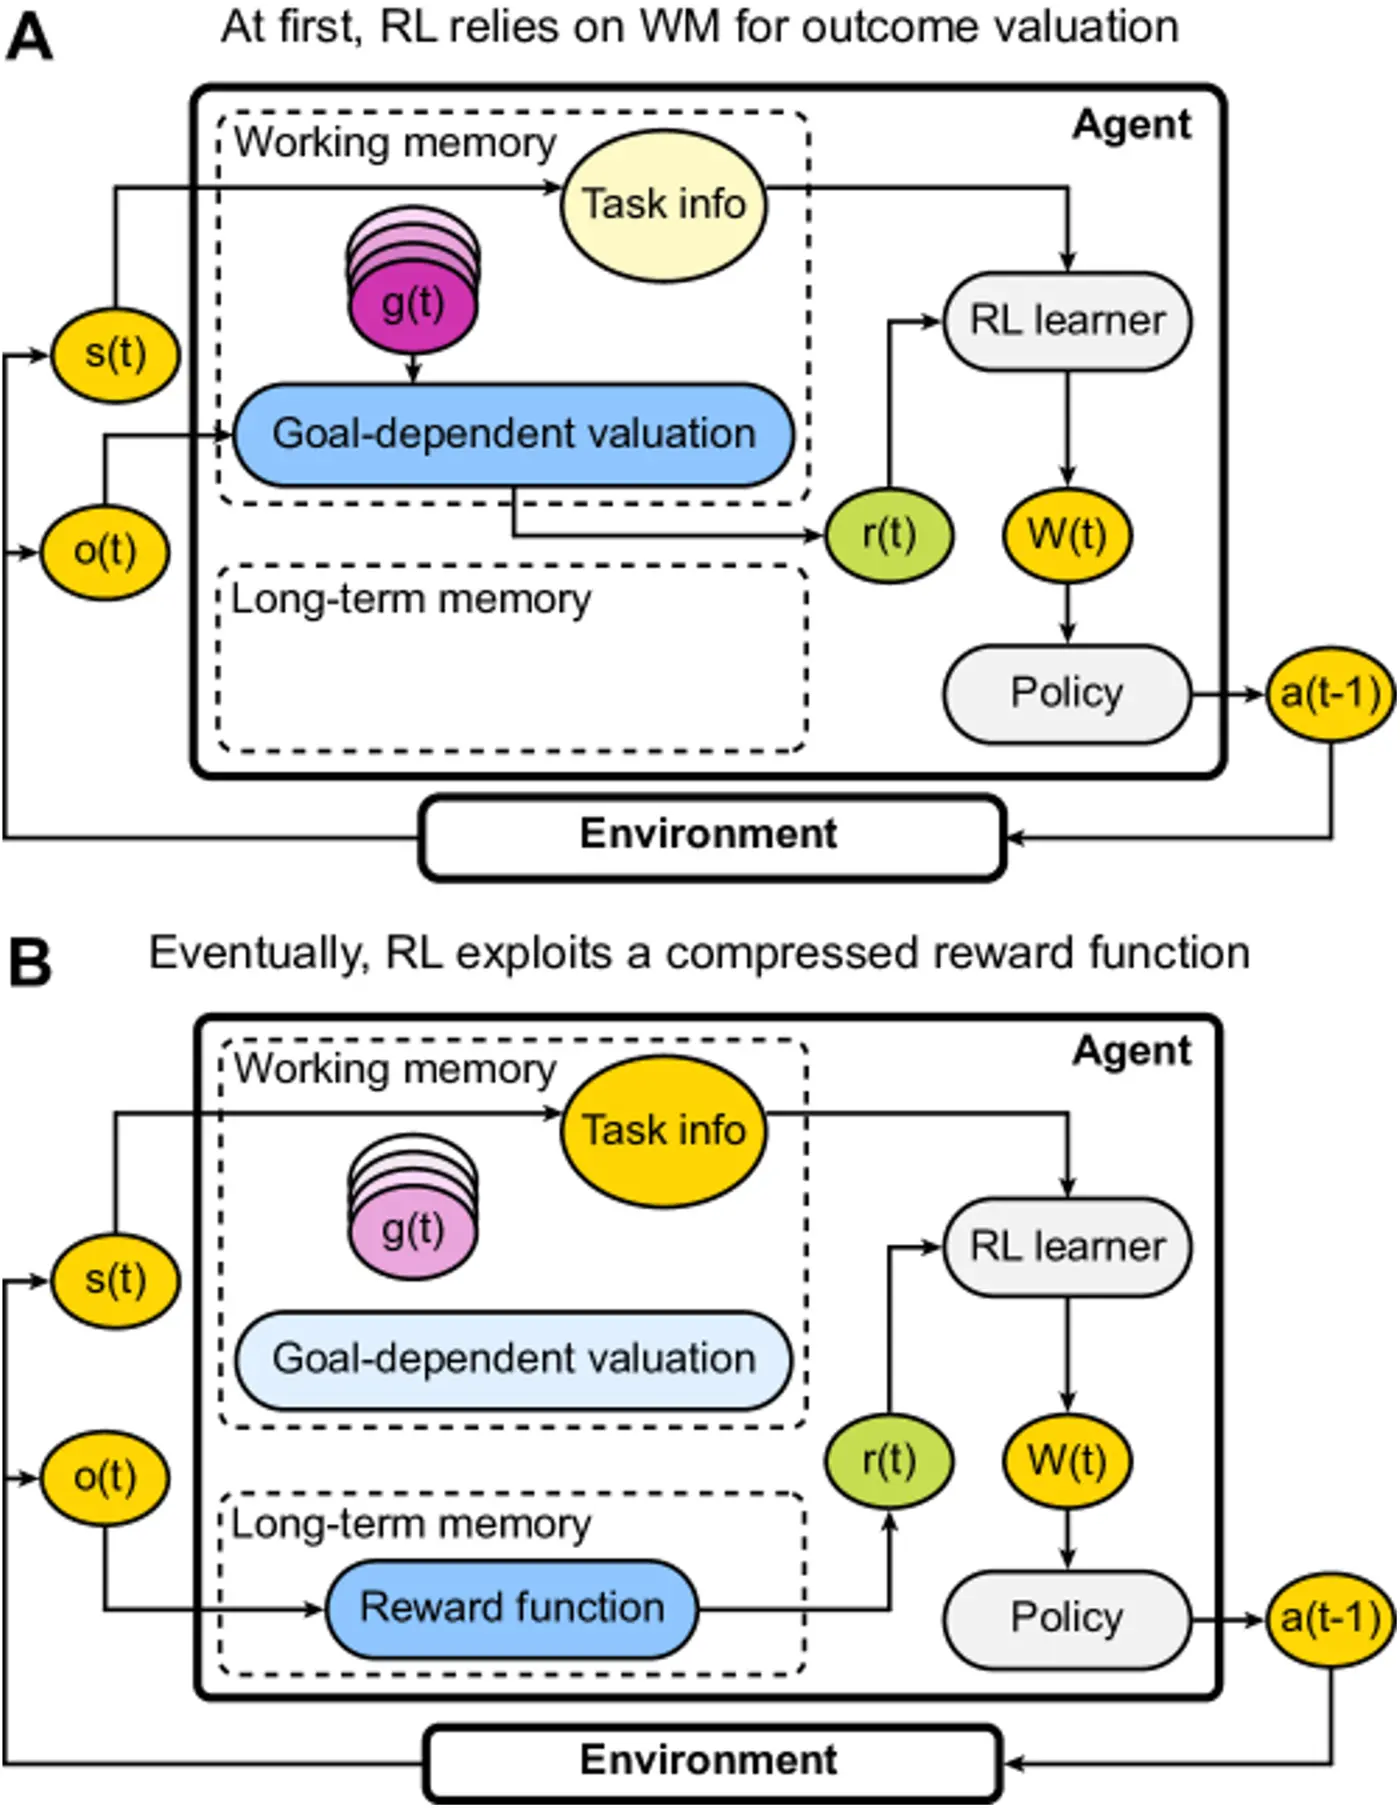 A
At first, RL relies on WM for outcome valuation
Agent
Working memory
Task info
g(t)
RL learner
s(t)
Goal-dependent valuation
o(t)
r(t)
W(t)
Long-term memory
Policy
a(t-1)
Environment
B
Eventually, RL exploits a compressed reward function
Agent
Working memory
Task info
g(t)
RL learner
s(t)
Goal-dependent valuation
o(t)
r(t)
W(t)
Long-term memory
Reward function
Policy
a(t-1)
Environment